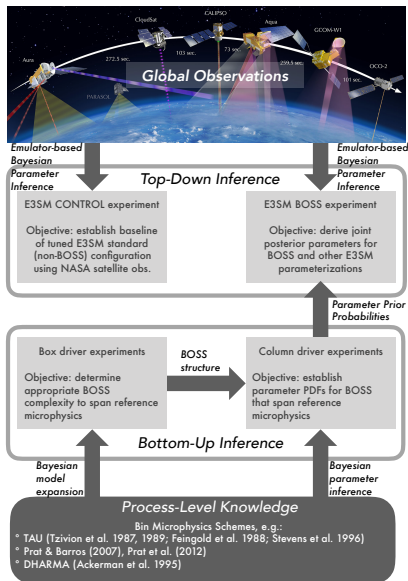 CALIPSO
CloudSat
Aqua
GCOM-W1
Aura
272.5 sec.
103 sec.
73 sec.
259.5 sec.
101 sec.
OCO-2
PARASOL
Global Observations
Emulator-based
Bayesian
Parameter
Inference
Emulator-based
Bayesian
Parameter
Inference
Top-Down Inference
E3SM CONTROL experiment
Objective: establish baseline
of tuned E3SM standard
(non-BOSS) configuration
using NASA satellite obs.
E3SM BOSS experiment
Objective: derive joint
posterior parameters for
BOSS and other E3SM
parameterizations
Parameter Prior
Probabilities
Box driver experiments
Objective: determine
appropriate BOSS
complexity to span reference
microphysics
BOSS
structure
Column driver experiments
Objective: establish
parameter PDFs for BOSS
that span reference
microphysics
Bottom-Up Inference
Bayesian
model
expansion
Bayesian
parameter
inference
Process-Level Knowledge
Bin Microphysics Schemes, e.g.:
° TAU (Tzivion et al. 1987, 1989; Feingold et al. 1988; Stevens et al. 1996)
° Prat & Barros (2007), Prat et al. (2012)
° DHARMA (Ackerman et al. 1995)